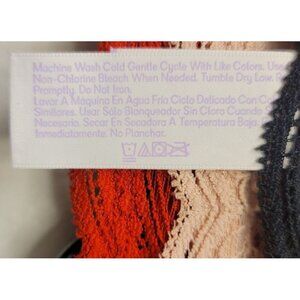 Machine Wash Cold Gentle Cycle With Like Colors. Use
Non-Chlorine Bleach When Needed. Tumble Dry Low.
Promptly. Do Not Iron.
Lavar A Maquina En Agua Fria Ciclo Delicado Con
Similares. Usar Sólo Blanqueador Sin Cloro Cuando
Necesario. Secar En Secadora A Temperatura Baja.
Inmediatamente. No Planchar.